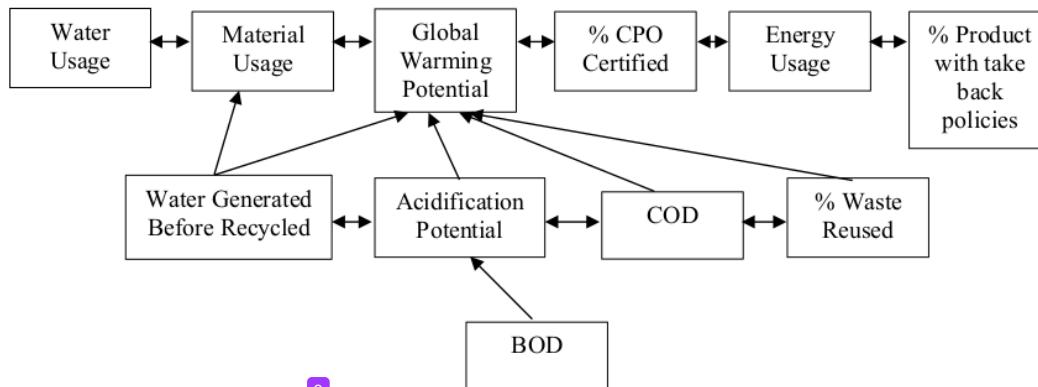 Water
Usage
Material
Usage
Global
Warming
Potential
% CPO
Certified
Energy
Usage
% Product
with take
back
policies
Water Generated
Before Recycled
Acidification
Potential
COD
% Waste
Reused
BOD